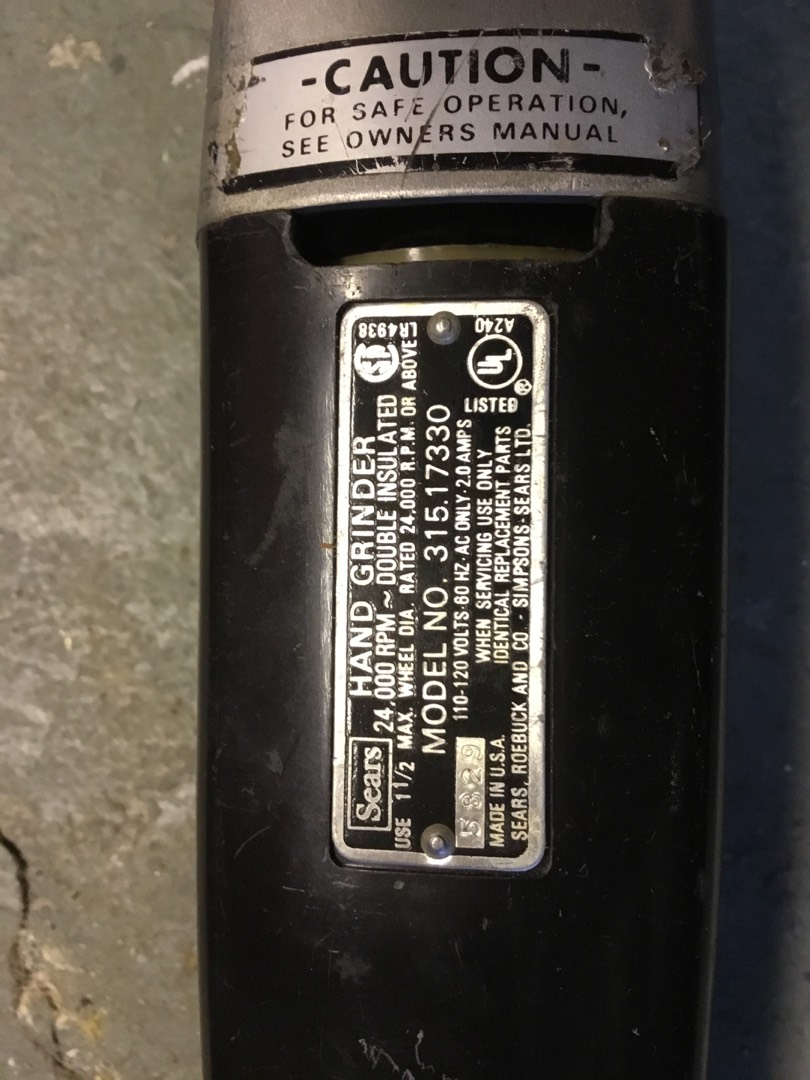 -CAUTION-
FOR SAFE OPERATION,
SEE OWNERS MANUAL
Sears HAND GRINDER
24,000 RPM ~ DOUBLE INSULATED
LR4938
USE 1 1/2 MAX. WHEEL DIA. RATED 24,000 R.P.M. OR ABOVE
MODEL NO. 315.17330
110-120 VOLTS·60 HZ·AC ONLY·2.0 AMPS
5829
WHEN SERVICING USE ONLY
IDENTICAL REPLACEMENT PARTS
UL ®
LISTED
A240
MADE IN U.S.A.
SEARS, ROEBUCK AND CO. - SIMPSONS-SEARS LTD.